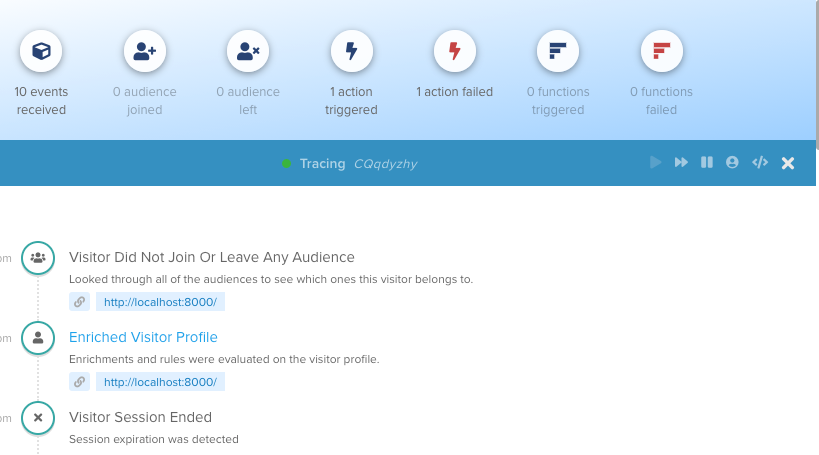 10 events
received
0 audience
joined
0 audience
left
1 action
triggered
1 action failed
0 functions
triggered
0 functions
failed
Tracing CQqdyzhy
om
Visitor Did Not Join Or Leave Any Audience
Looked through all of the audiences to see which ones this visitor belongs to.
http://localhost:8000/
om
Enriched Visitor Profile
Enrichments and rules were evaluated on the visitor profile.
http://localhost:8000/
om
Visitor Session Ended
Session expiration was detected